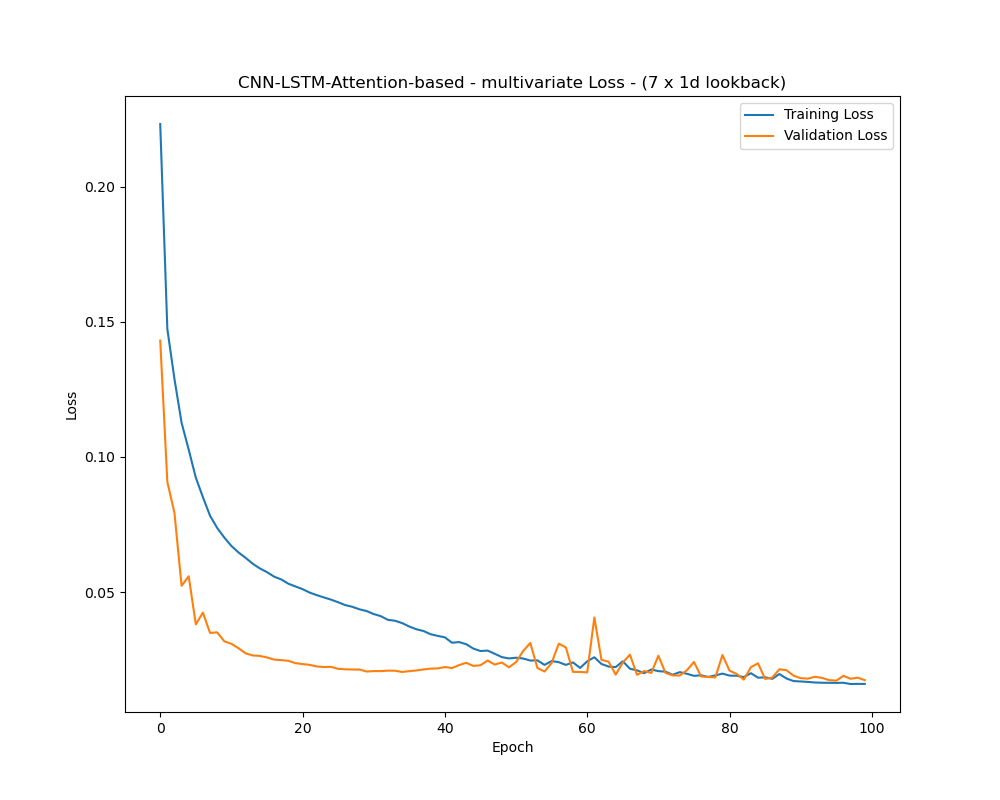 CNN-LSTM-Attention-based - multivariate Loss - (7 x 1d lookback)
Training Loss
Validation Loss
0.20
0.15
0.10
0.05
Loss
0 20 40 60 80 100
Epoch